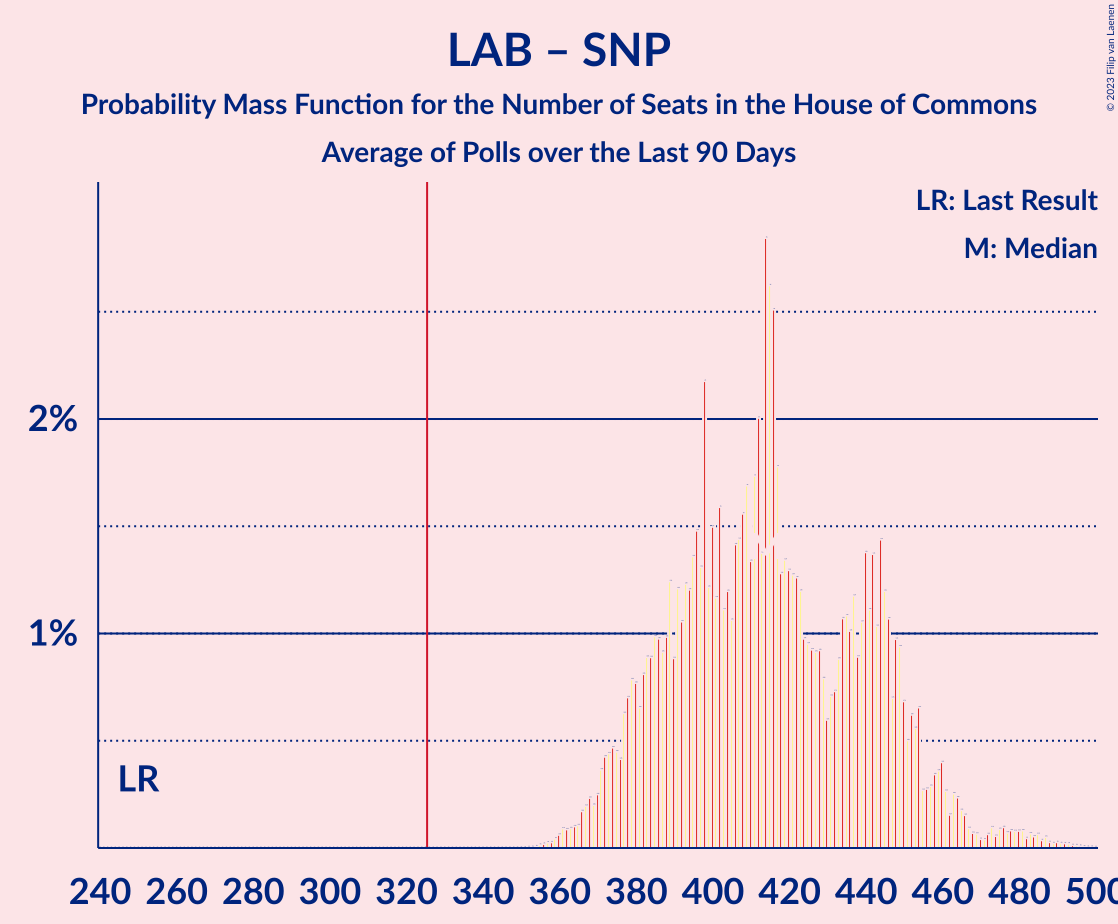 LAB – SNP
Probability Mass Function for the Number of Seats in the House of Commons
Average of Polls over the Last 90 Days
© 2023 Filip van Laenen
LR: Last Result
M: Median
2%
1%
LR
240 260 280 300 320 340 360 380 400 420 440 460 480 500